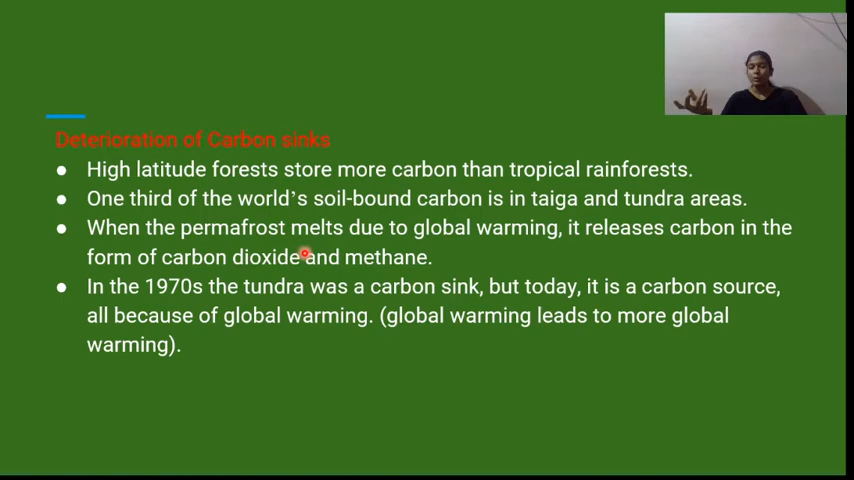 Deterioration of Carbon sinks
● High latitude forests store more carbon than tropical rainforests.
● One third of the world's soil-bound carbon is in taiga and tundra areas.
● When the permafrost melts due to global warming, it releases carbon in the
form of carbon dioxide and methane.
● In the 1970s the tundra was a carbon sink, but today, it is a carbon source,
all because of global warming. (global warming leads to more global
warming).